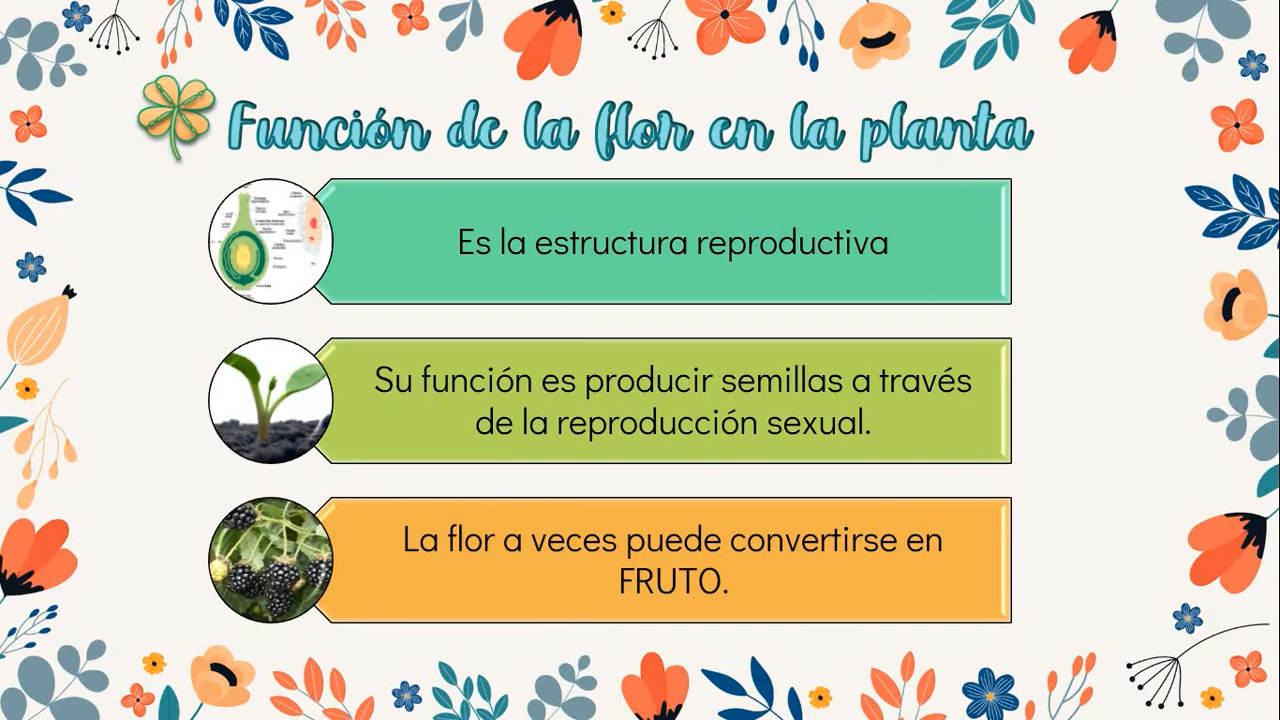 Función de la flor en la planta
Es la estructura reproductiva
Su función es producir semillas a través
de la reproducción sexual.
La flor a veces puede convertirse en
FRUTO.